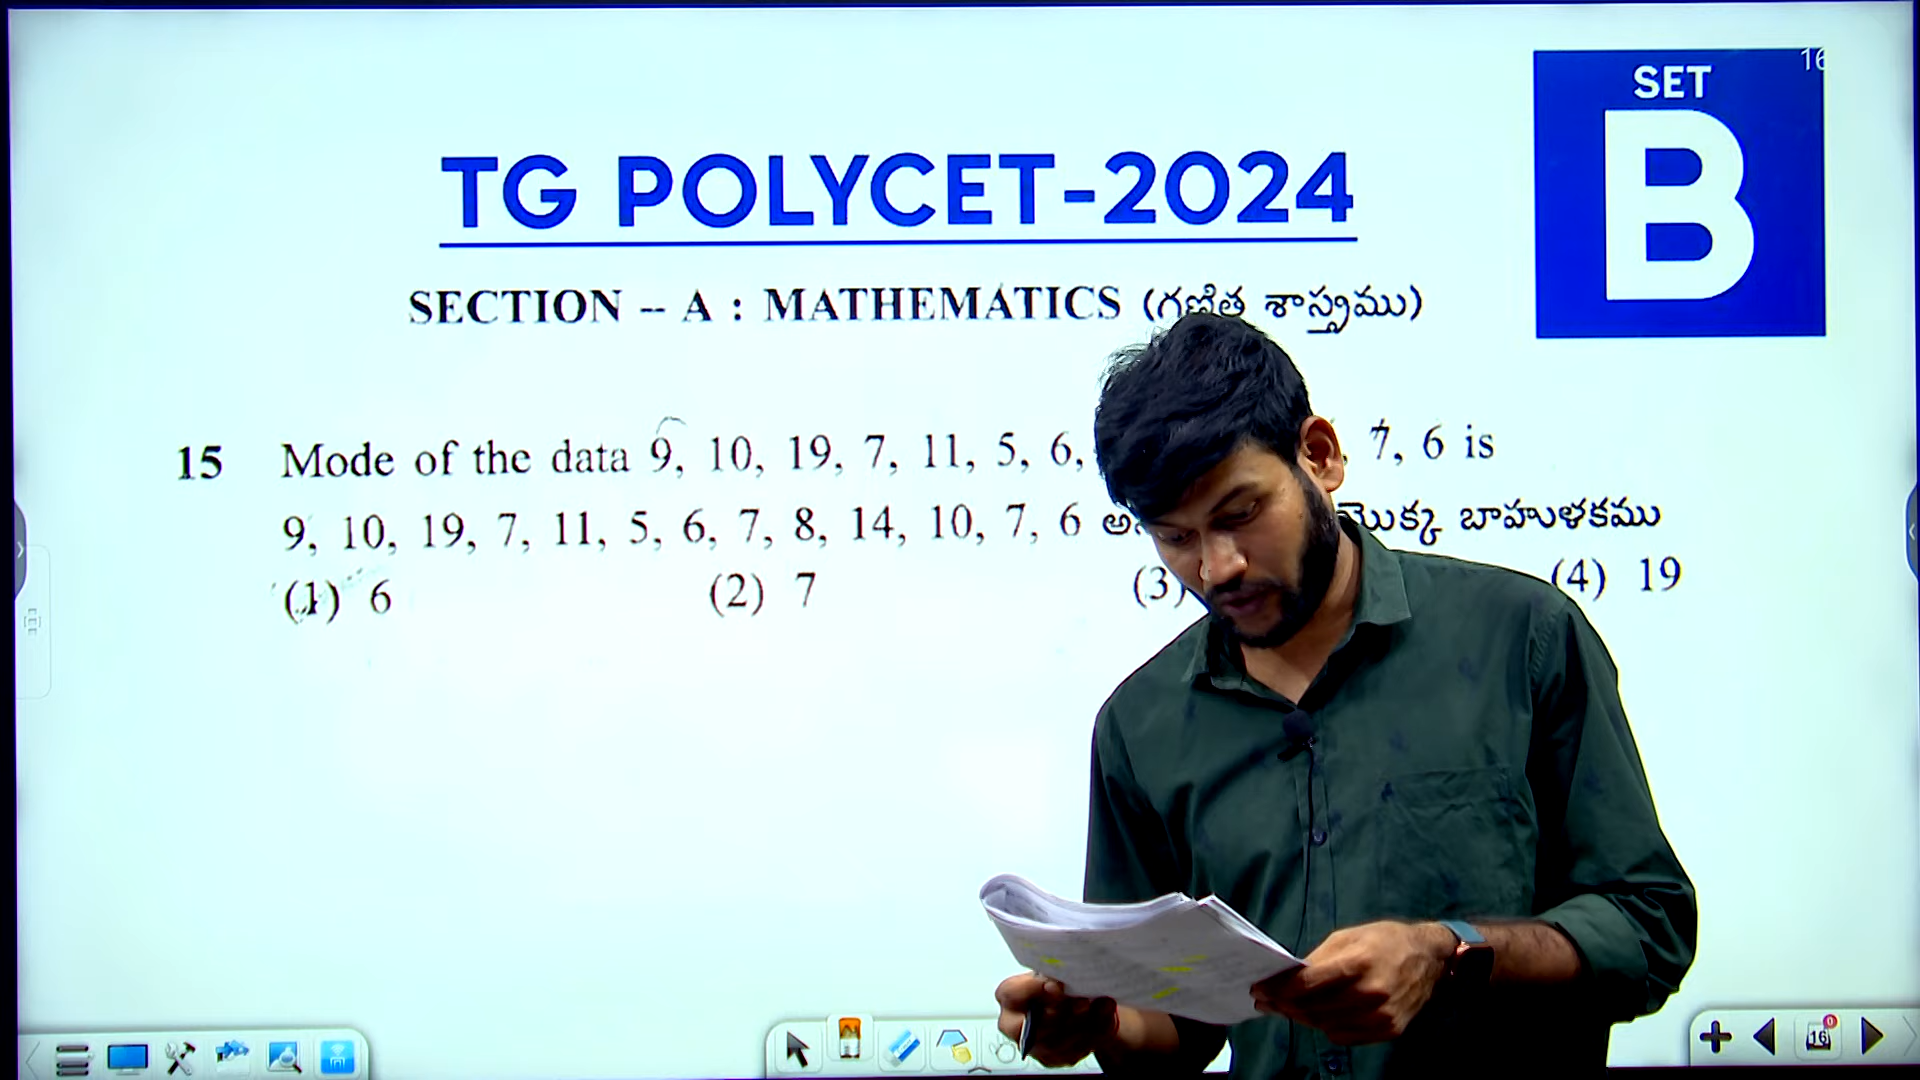 16
SET
B
TG POLYCET-2024
SECTION – A : MATHEMATICS (గణిత శాస్త్రము)
15 Mode of the data 9, 10, 19, 7, 11, 5, 6, , 7, 6 is
9, 10, 19, 7, 11, 5, 6, 7, 8, 14, 10, 7, 6 యొక్క బాహుళకము
(1) 6 (2) 7 (3) (4) 19
16
0